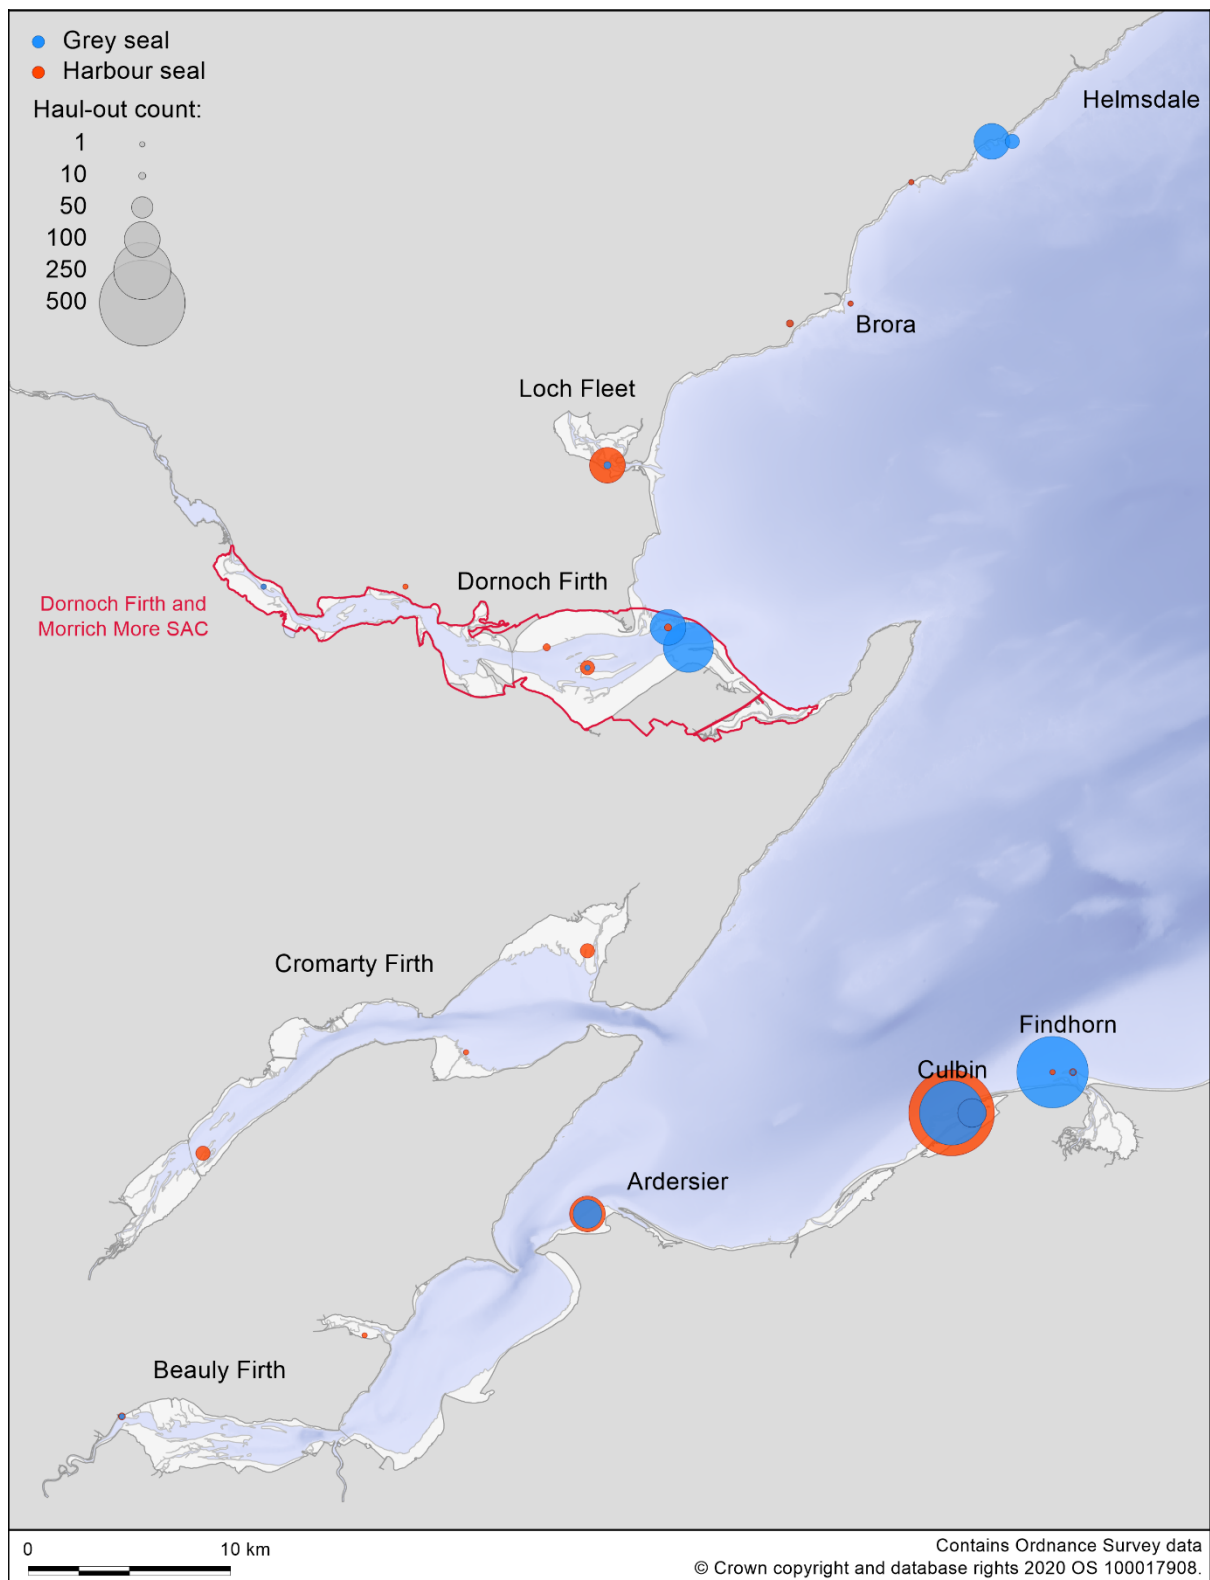 Grey seal
Harbour seal
Haul-out count:
1
10
50
100
250
500
Helmsdale
Brora
Loch Fleet
Dornoch Firth
Dornoch Firth and
Morrich More SAC
Cromarty Firth
Findhorn
Culbin
Ardersier
Beauly Firth
0 10 km
Contains Ordnance Survey data
© Crown copyright and database rights 2020 OS 100017908.